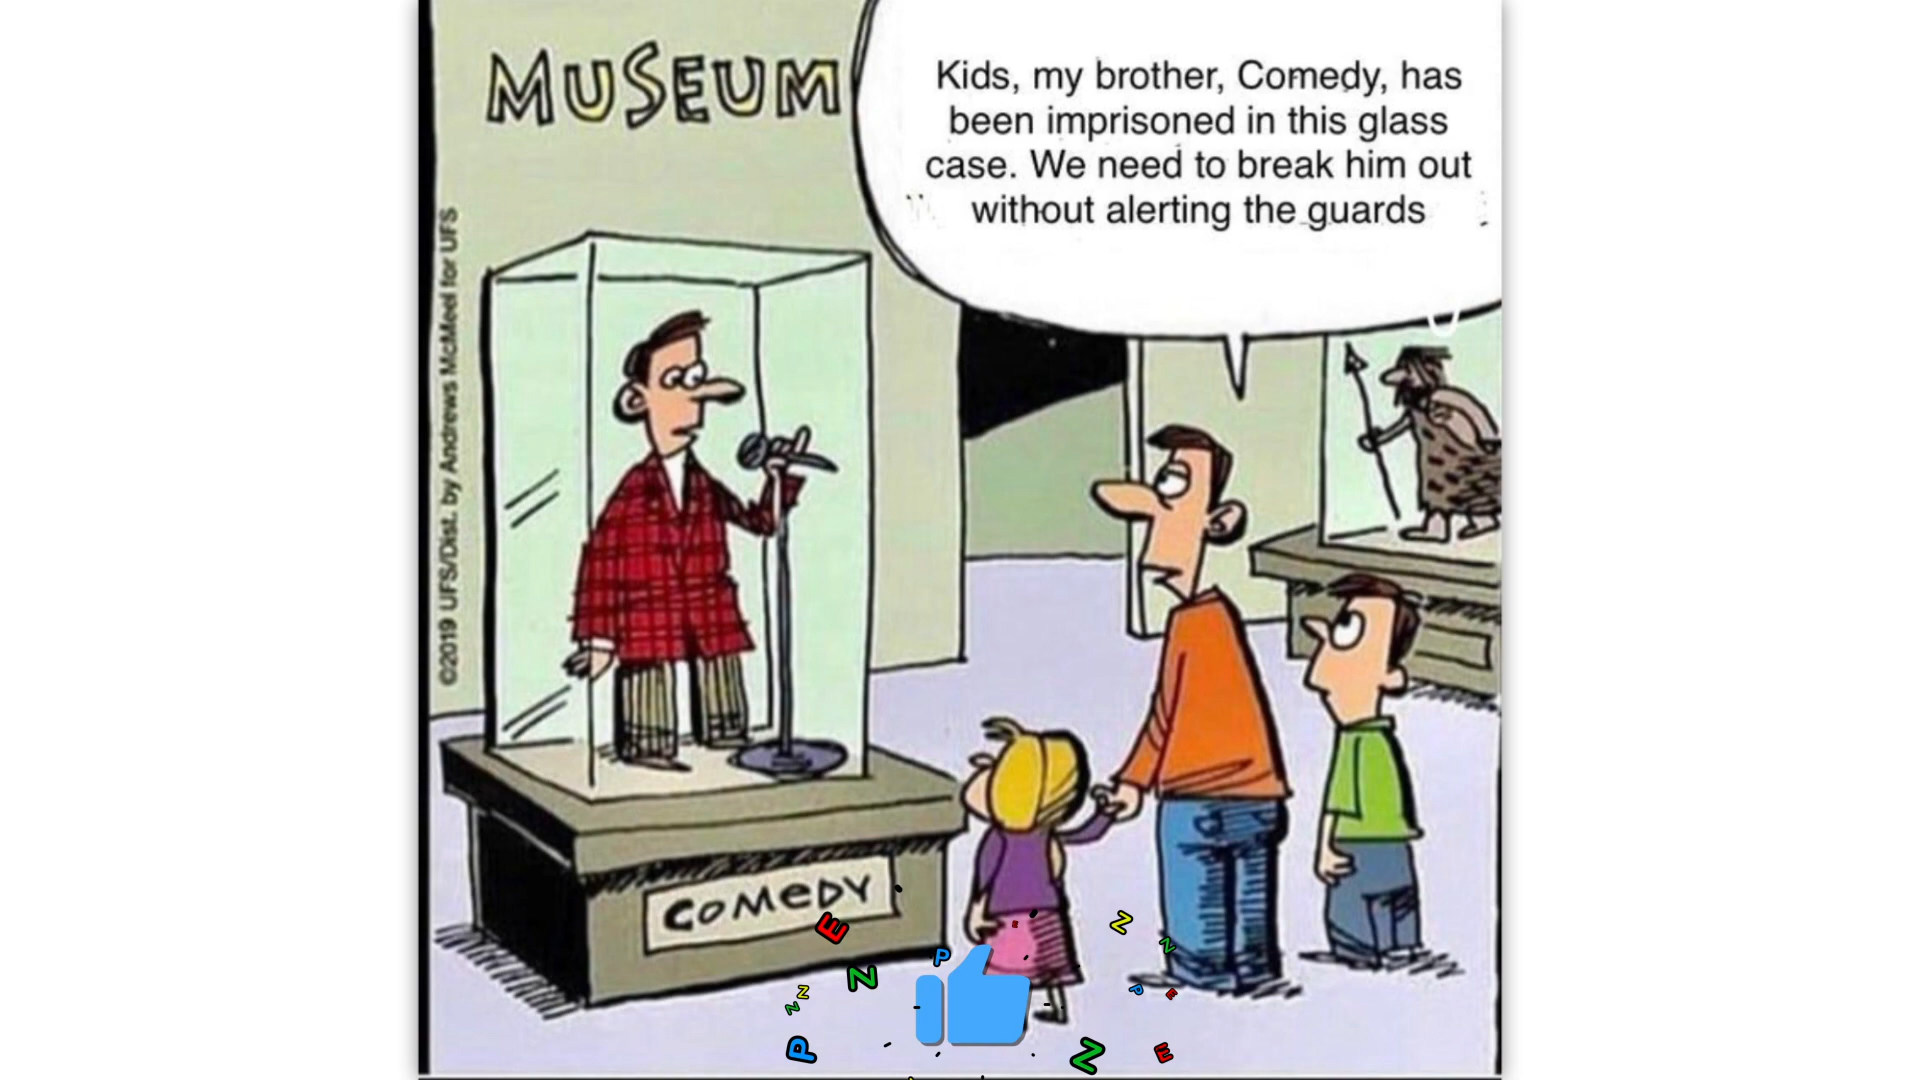 MUSEUM
Kids, my brother, Comedy, has
been imprisoned in this glass
case. We need to break him out
without alerting the guards
©2019 UFS/Dist. by Andrews McMeel for UFS
COMEDY
E
Z
N
P
Z
N
Z
N
P
E
E
P
N
E